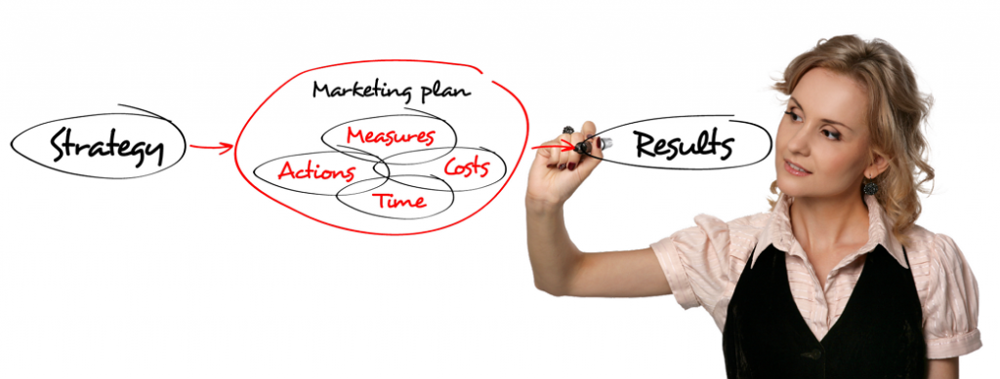 Strategy
Marketing plan
Measures
Actions
Costs
Time
Results